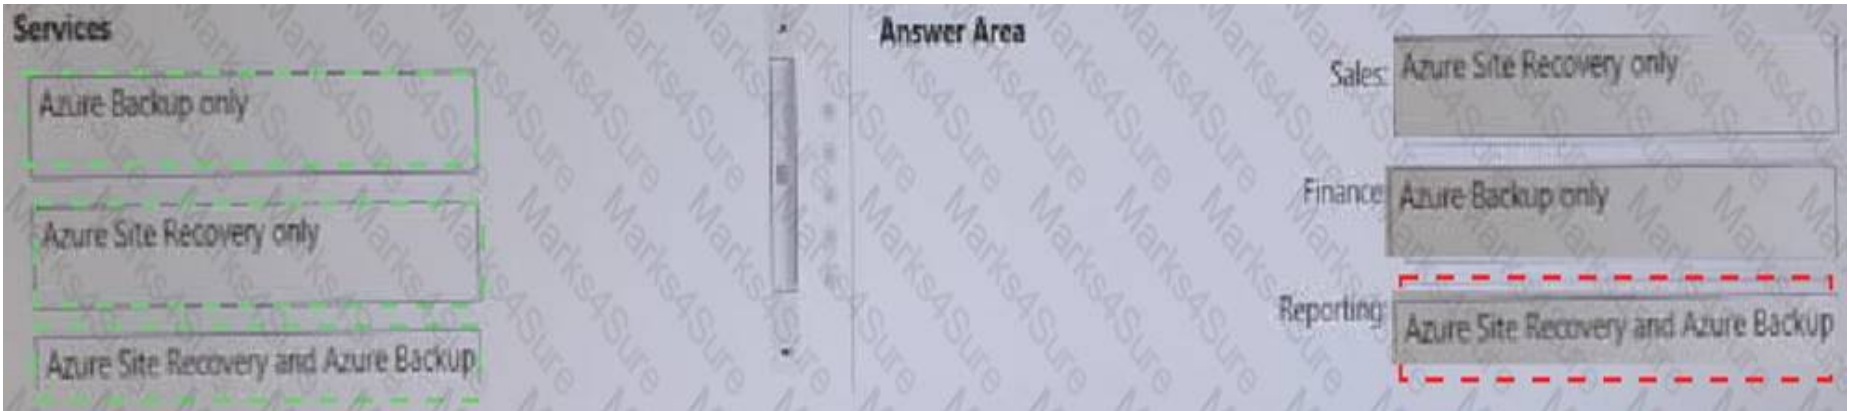 Services
Azure Backup only
Azure Site Recovery only
Azure Site Recovery and Azure Backup
Answer Area
Sales: Azure Site Recovery only
Finance: Azure Backup only
Reporting: Azure Site Recovery and Azure Backup
Marks4Sure